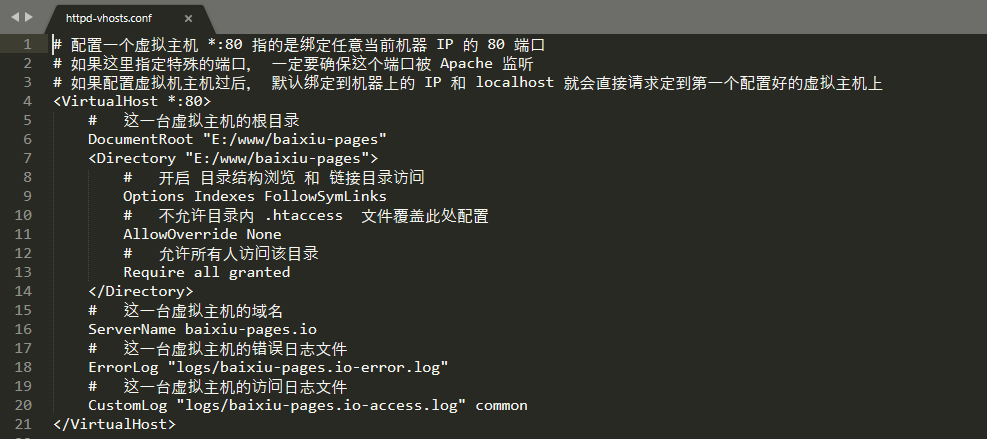 httpd-vhosts.conf ×
1 # 配置一个虚拟主机 *:80 指的是绑定任意当前机器 IP 的 80 端口
2 # 如果这里指定特殊的端口， 一定要确保这个端口被 Apache 监听
3 # 如果配置虚拟机主机过后， 默认绑定到机器上的 IP 和 localhost 就会直接请求定到第一个配置好的虚拟主机上
4 <VirtualHost *:80>
5     #   这一台虚拟主机的根目录
6     DocumentRoot "E:/www/baixiu-pages"
7     <Directory "E:/www/baixiu-pages">
8         #   开启 目录结构浏览 和 链接目录访问
9         Options Indexes FollowSymLinks
10         #   不允许目录内 .htaccess  文件覆盖此处配置
11         AllowOverride None
12         #   允许所有人访问该目录
13         Require all granted
14     </Directory>
15     #   这一台虚拟主机的域名
16     ServerName baixiu-pages.io
17     #   这一台虚拟主机的错误日志文件
18     ErrorLog "logs/baixiu-pages.io-error.log"
19     #   这一台虚拟主机的访问日志文件
20     CustomLog "logs/baixiu-pages.io-access.log" common
21 </VirtualHost>